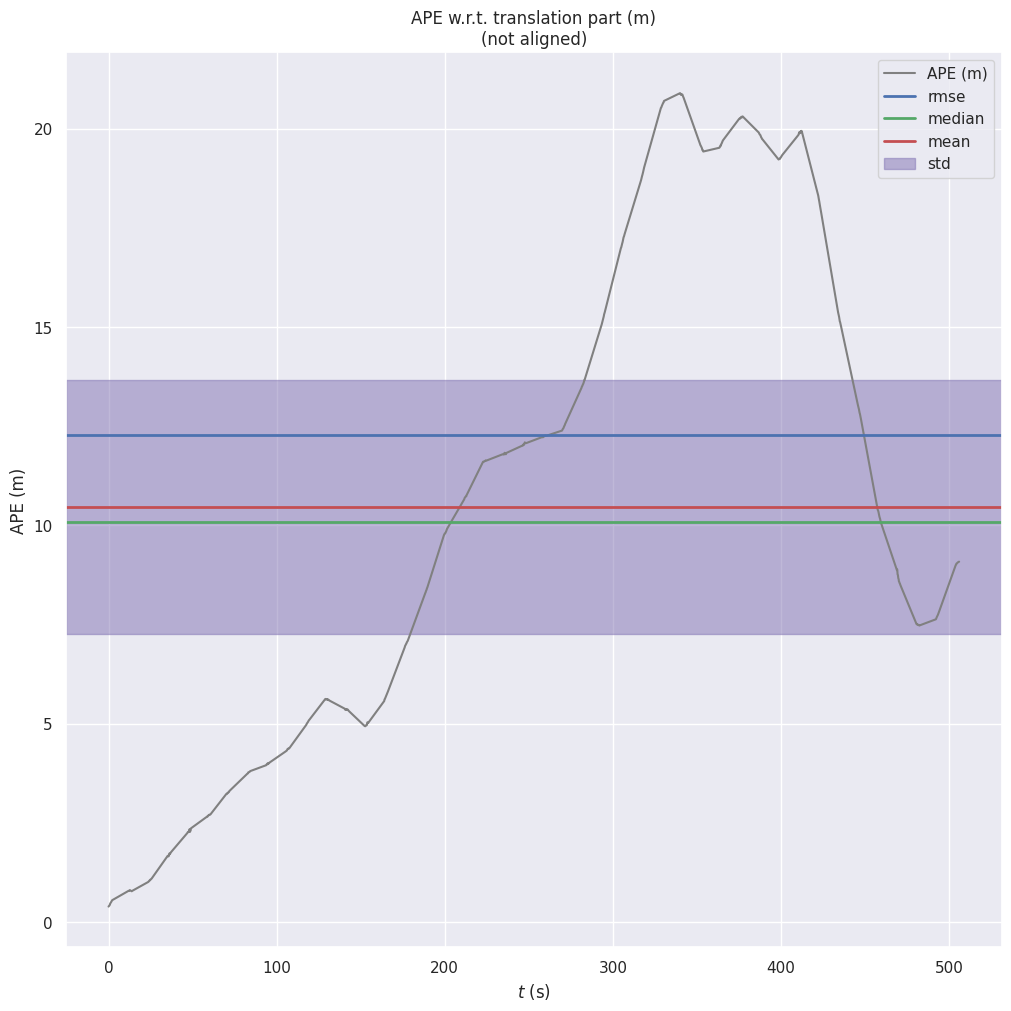 APE w.r.t. translation part (m)
(not aligned)
APE (m)
rmse
median
mean
std
APE (m)
20
15
10
5
0
0 100 200 300 400 500
t (s)